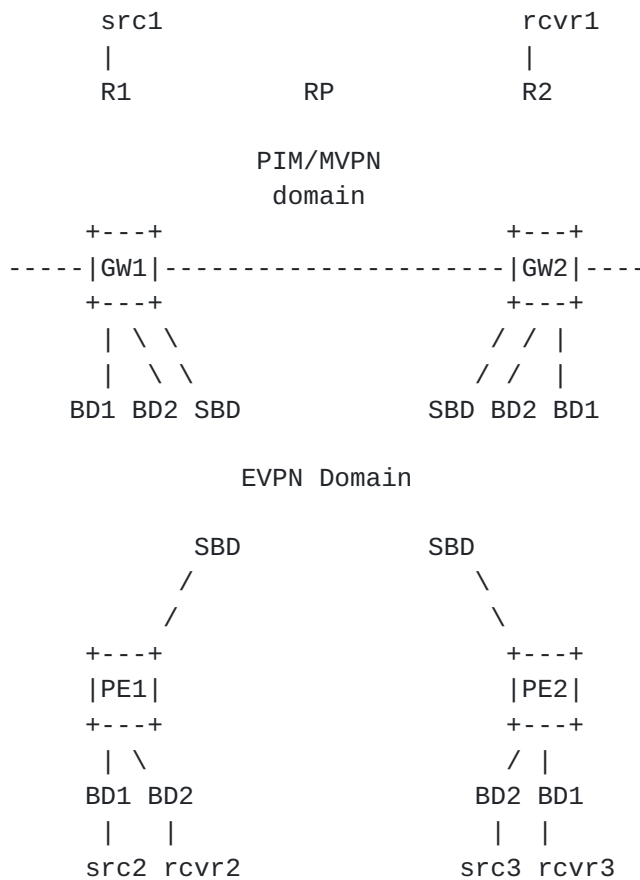 src1 rcvr1
| |
R1 RP R2
PIM/MVPN
domain
+---+ +---+
-----|GW1|----------------------|GW2|----
+---+ +---+
| \ \ / / |
| \ \ / / |
BD1 BD2 SBD SBD BD2 BD1
EVPN Domain
SBD SBD
/ \
/ \
+---+ +---+
|PE1| |PE2|
+---+ +---+
| \ / |
BD1 BD2 BD2 BD1
| | | |
src2 rcvr2 src3 rcvr3